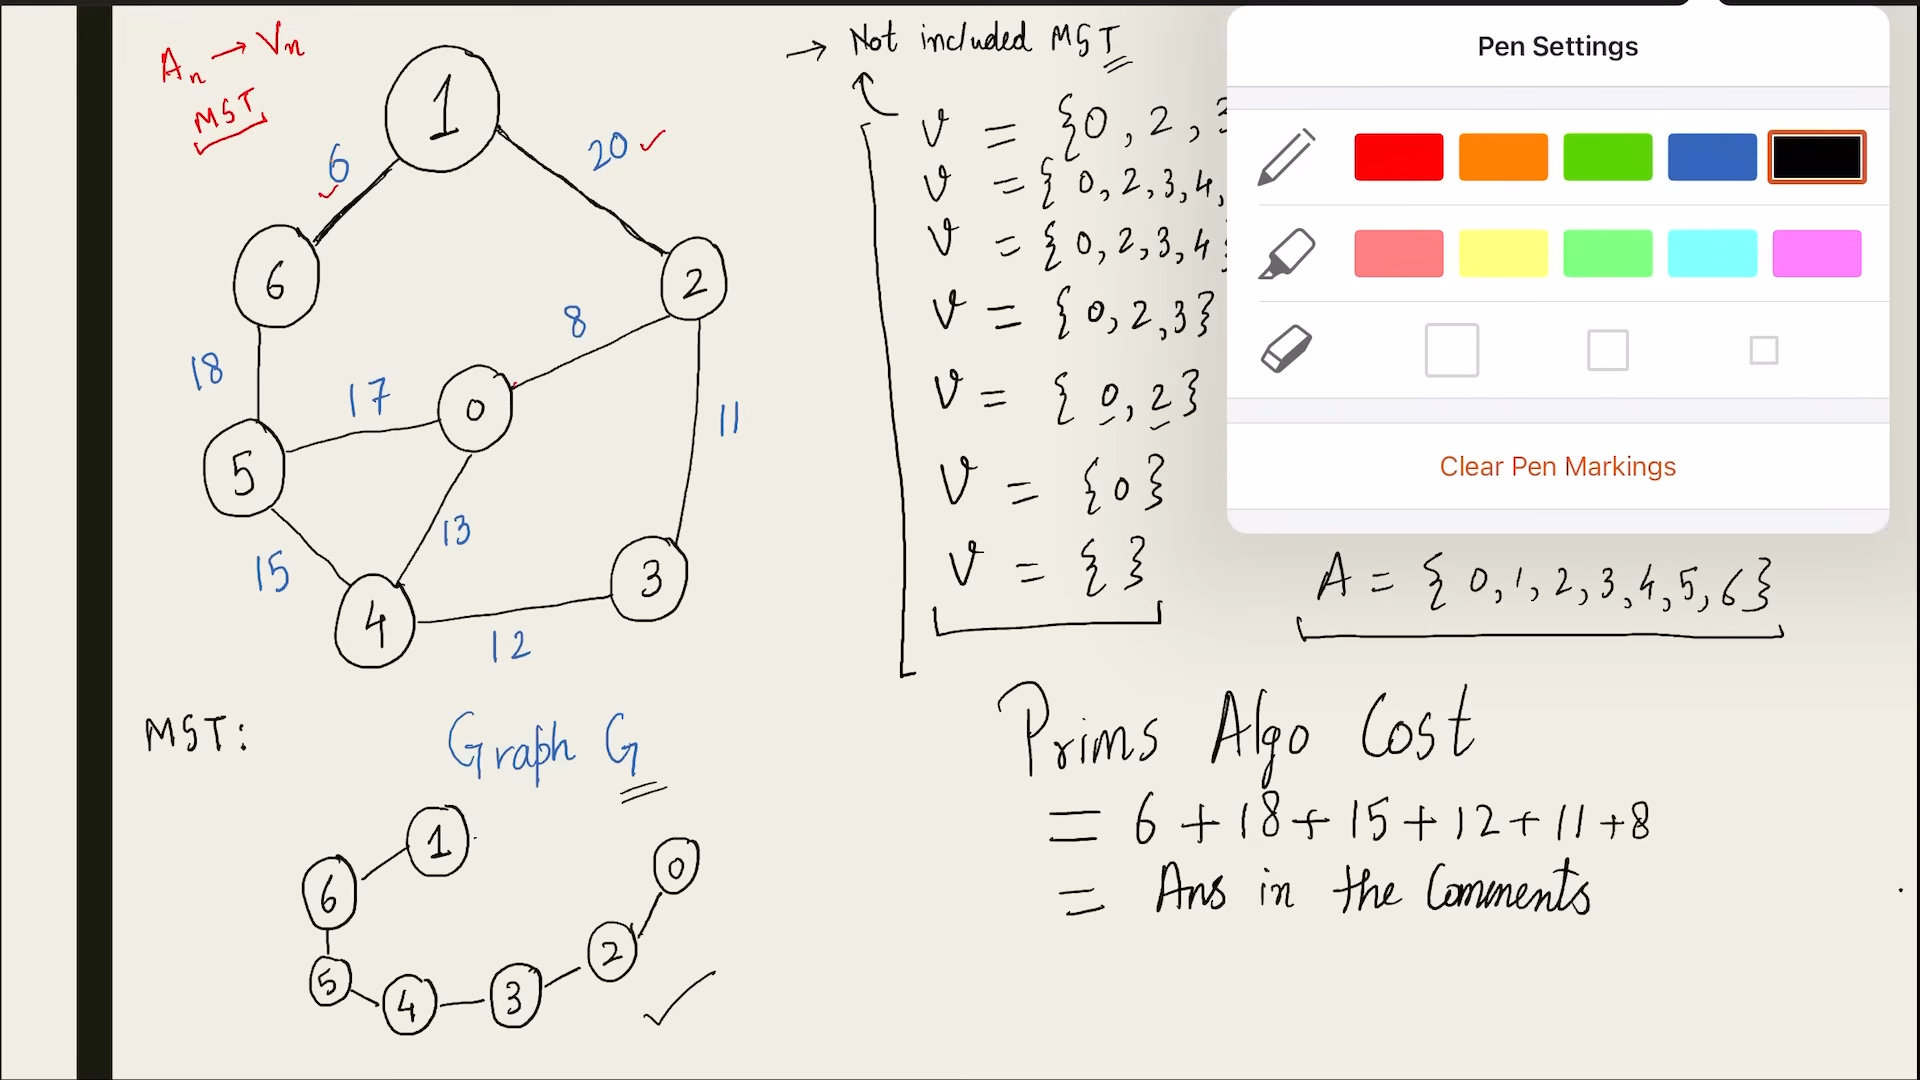 An → Vn
MST
1
6
20
6
2
8
18
17
0
11
5
13
15
3
4
12
MST:
Graph G
1
6
0
5
4
3
2
→ Not included MST
V = {0, 2, 3
V = {0, 2, 3, 4,
V = {0, 2, 3, 4}
V = {0, 2, 3}
V = {0, 2}
V = {0}
V = {}
A = {0, 1, 2, 3, 4, 5, 6}
Prims Algo Cost
= 6 + 18 + 15 + 12 + 11 + 8
= Ans in the Comments
Pen Settings
Clear Pen Markings